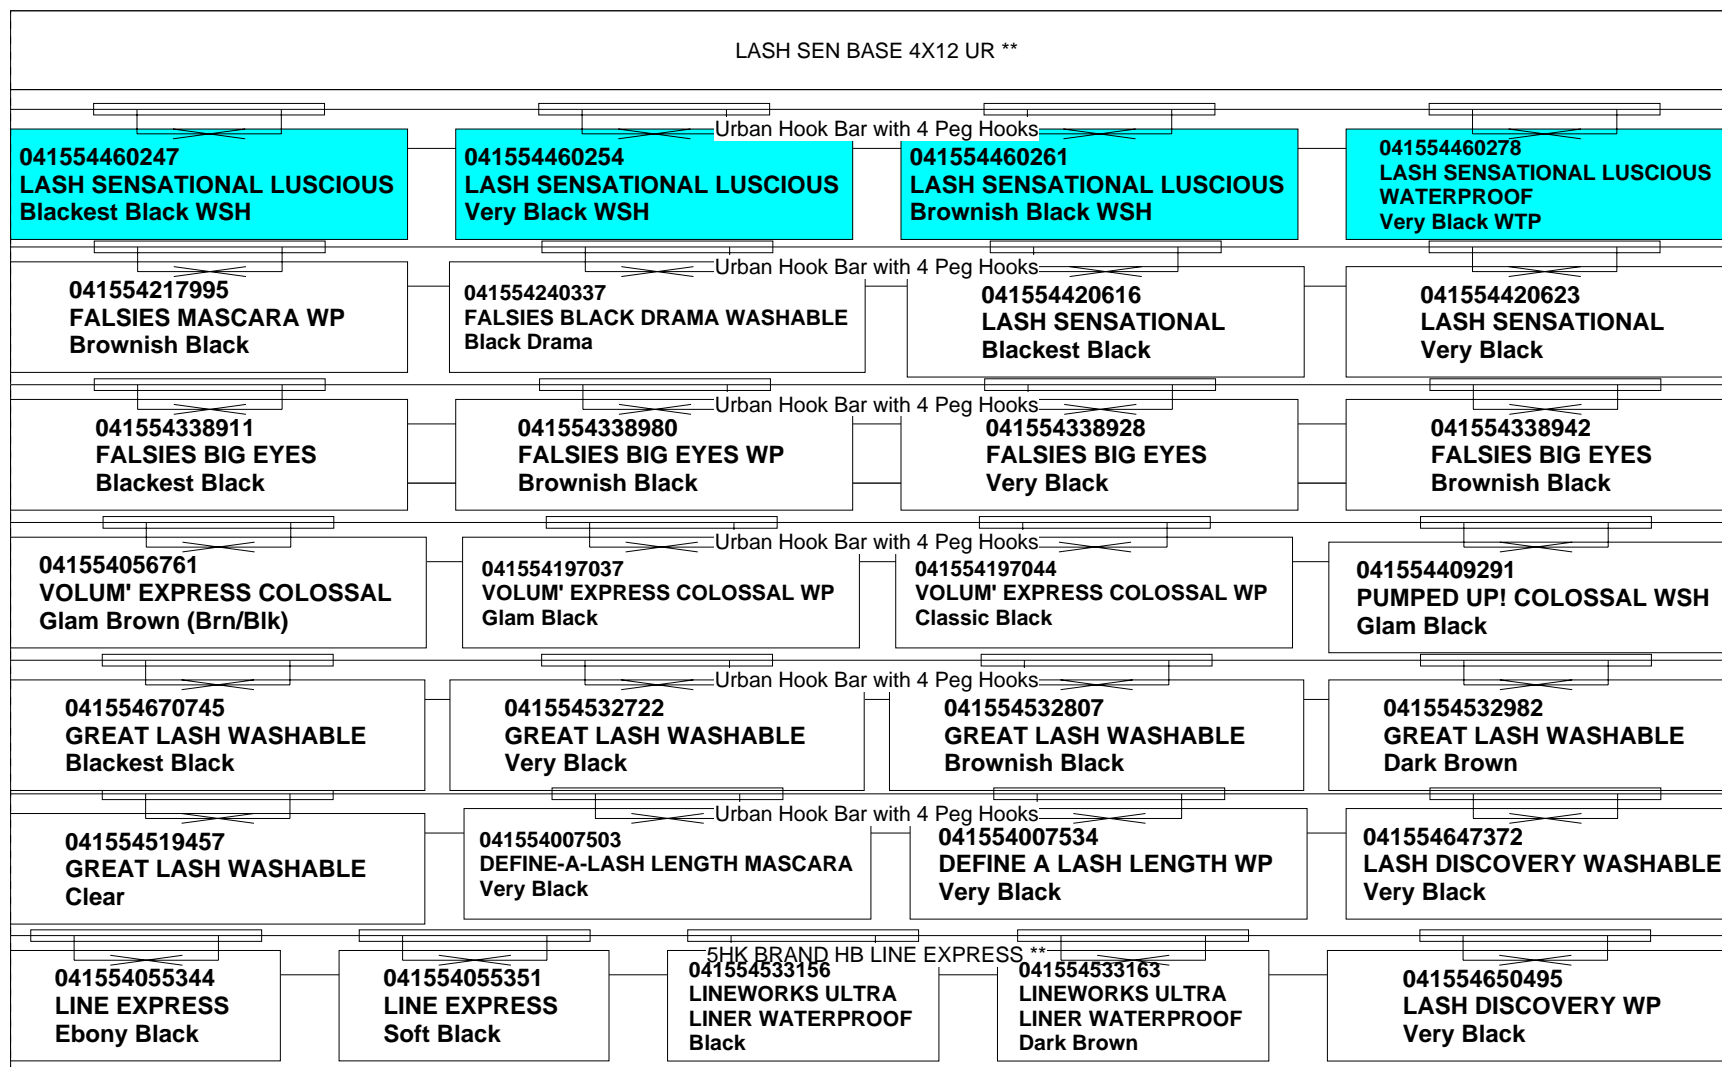 LASH SEN BASE 4X12 UR **
Urban Hook Bar with 4 Peg Hooks
041554460247
LASH SENSATIONAL LUSCIOUS
Blackest Black WSH
041554460254
LASH SENSATIONAL LUSCIOUS
Very Black WSH
041554460261
LASH SENSATIONAL LUSCIOUS
Brownish Black WSH
041554460278
LASH SENSATIONAL LUSCIOUS
WATERPROOF
Very Black WTP
Urban Hook Bar with 4 Peg Hooks
041554217995
FALSIES MASCARA WP
Brownish Black
041554240337
FALSIES BLACK DRAMA WASHABLE
Black Drama
041554420616
LASH SENSATIONAL
Blackest Black
041554420623
LASH SENSATIONAL
Very Black
Urban Hook Bar with 4 Peg Hooks
041554338911
FALSIES BIG EYES
Blackest Black
041554338980
FALSIES BIG EYES WP
Brownish Black
041554338928
FALSIES BIG EYES
Very Black
041554338942
FALSIES BIG EYES
Brownish Black
Urban Hook Bar with 4 Peg Hooks
041554056761
VOLUM' EXPRESS COLOSSAL
Glam Brown (Brn/Blk)
041554197037
VOLUM' EXPRESS COLOSSAL WP
Glam Black
041554197044
VOLUM' EXPRESS COLOSSAL WP
Classic Black
041554409291
PUMPED UP! COLOSSAL WSH
Glam Black
Urban Hook Bar with 4 Peg Hooks
041554670745
GREAT LASH WASHABLE
Blackest Black
041554532722
GREAT LASH WASHABLE
Very Black
041554532807
GREAT LASH WASHABLE
Brownish Black
041554532982
GREAT LASH WASHABLE
Dark Brown
Urban Hook Bar with 4 Peg Hooks
041554519457
GREAT LASH WASHABLE
Clear
041554007503
DEFINE-A-LASH LENGTH MASCARA
Very Black
041554007534
DEFINE A LASH LENGTH WP
Very Black
041554647372
LASH DISCOVERY WASHABLE
Very Black
5HK BRAND HB LINE EXPRESS **
041554055344
LINE EXPRESS
Ebony Black
041554055351
LINE EXPRESS
Soft Black
041554533156
LINEWORKS ULTRA
LINER WATERPROOF
Black
041554533163
LINEWORKS ULTRA
LINER WATERPROOF
Dark Brown
041554650495
LASH DISCOVERY WP
Very Black